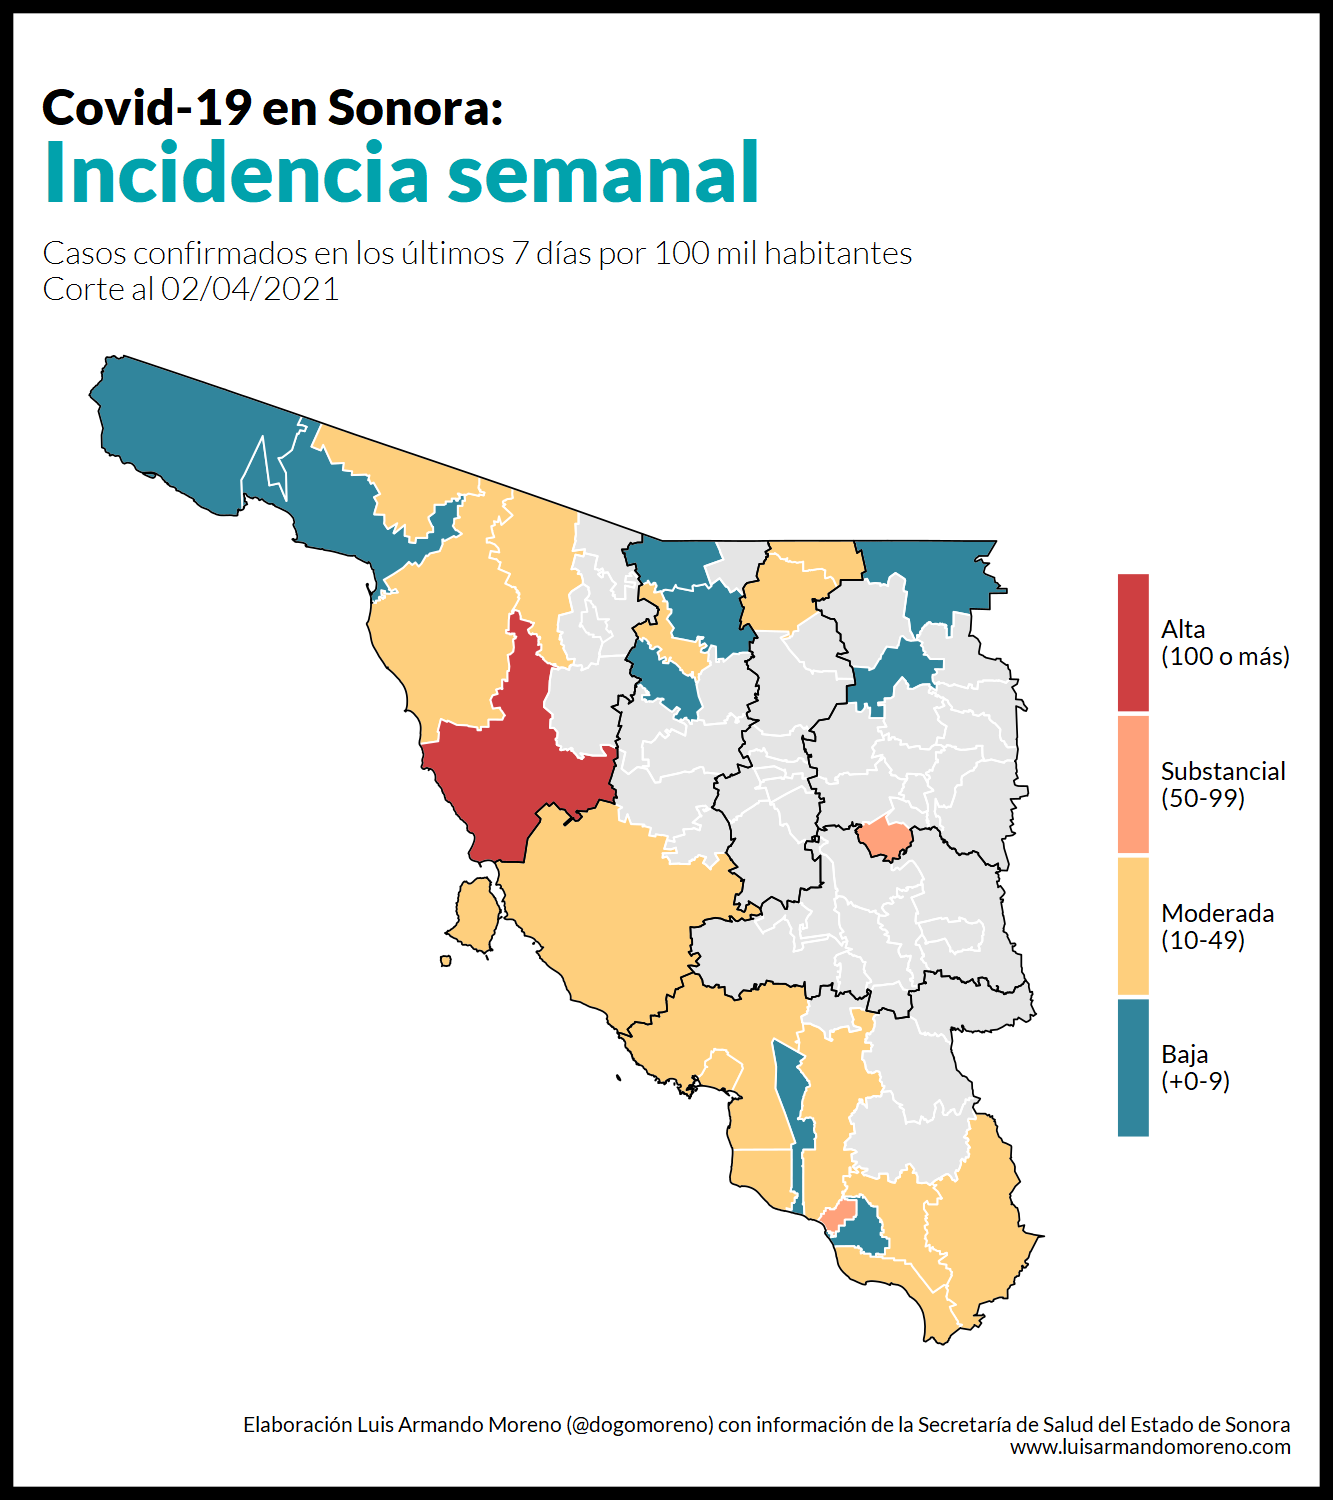 Covid-19 en Sonora:
Incidencia semanal
Casos confirmados en los últimos 7 días por 100 mil habitantes
Corte al 02/04/2021
Alta
(100 o más)
Substancial
(50-99)
Moderada
(10-49)
Baja
(+0-9)
Elaboración Luis Armando Moreno (@dogomoreno) con información de la Secretaría de Salud del Estado de Sonora
www.luisarmandomoreno.com